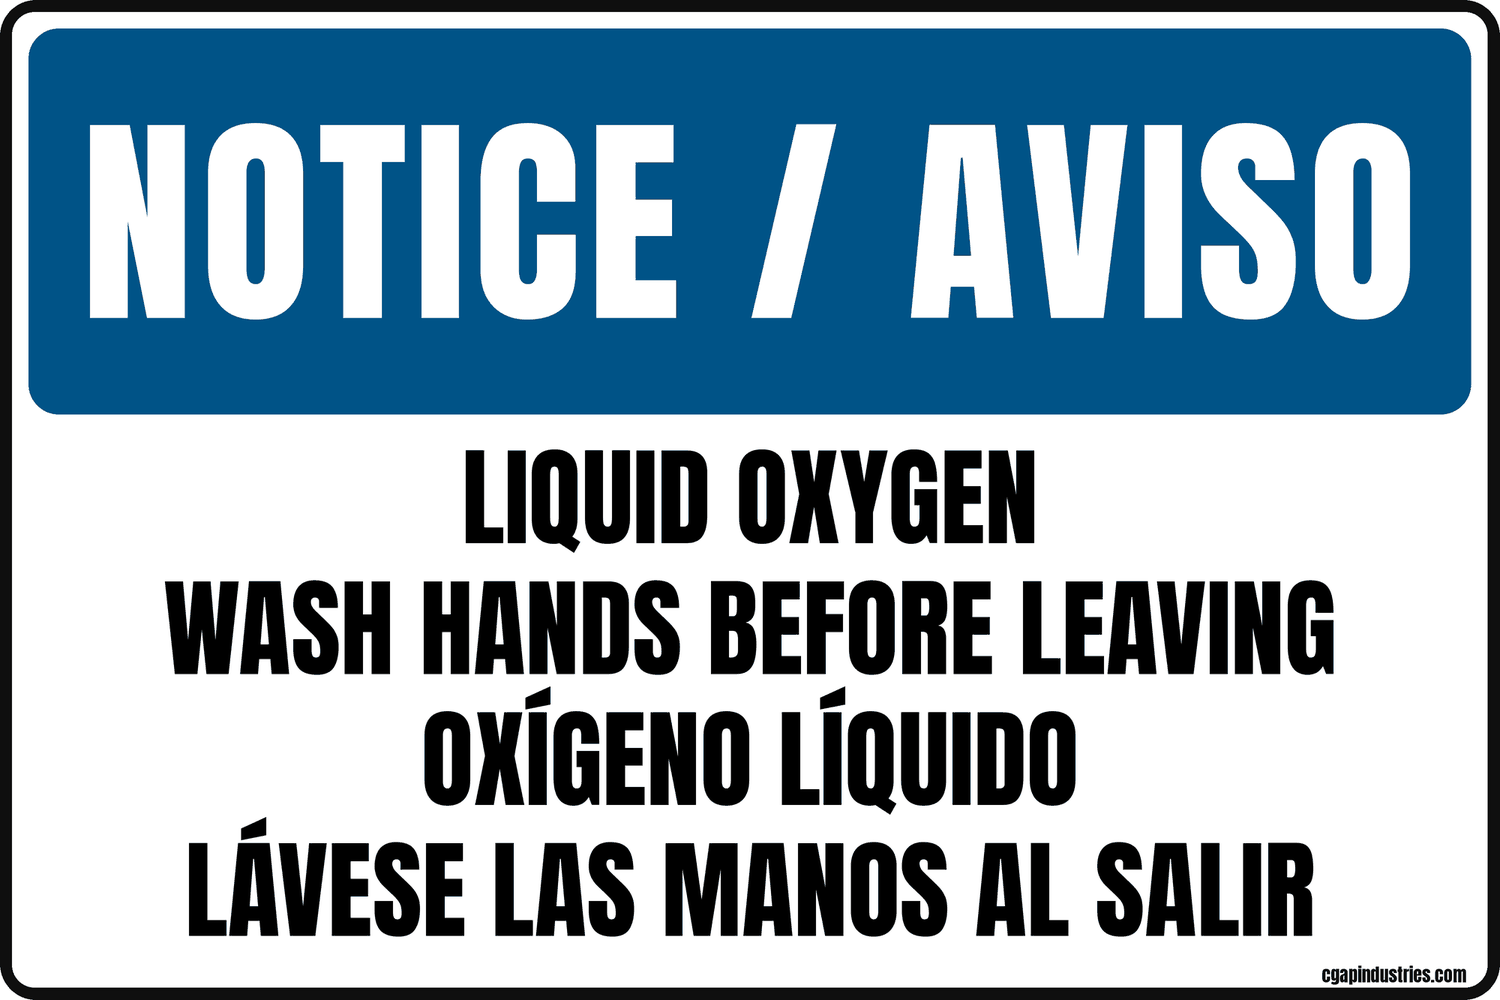 NOTICE / AVISO
LIQUID OXYGEN
WASH HANDS BEFORE LEAVING
OXÍGENO LÍQUIDO
LÁVESE LAS MANOS AL SALIR
cgapindustries.com